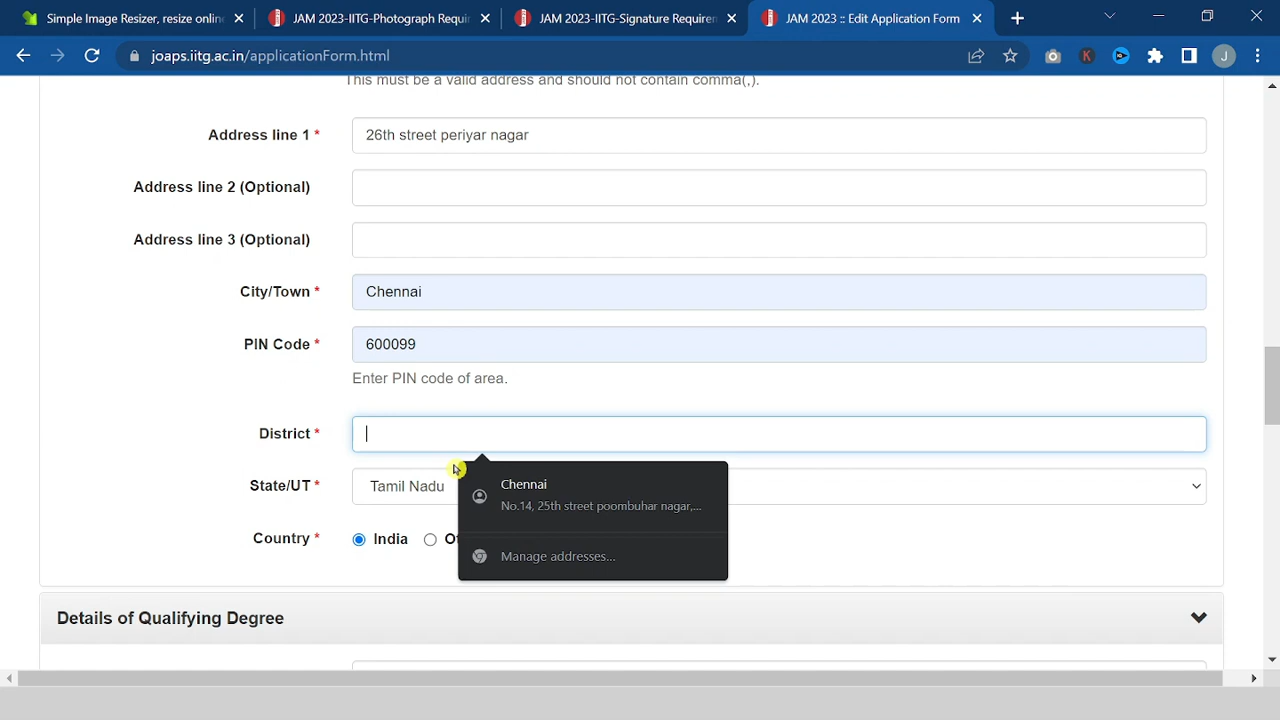 Simple Image Resizer, resize online
JAM 2023-IITG-Photograph Requir
JAM 2023-IITG-Signature Requiren
JAM 2023 :: Edit Application Form
joaps.iitg.ac.in/applicationForm.html
K
J
This must be a valid address and should not contain comma(,).
Address line 1 *
26th street periyar nagar
Address line 2 (Optional)
Address line 3 (Optional)
City/Town *
Chennai
PIN Code *
600099
Enter PIN code of area.
District *
State/UT *
Tamil Nadu
Chennai
No.14, 25th street poombuhar nagar,...
Manage addresses...
Country *
India
Details of Qualifying Degree